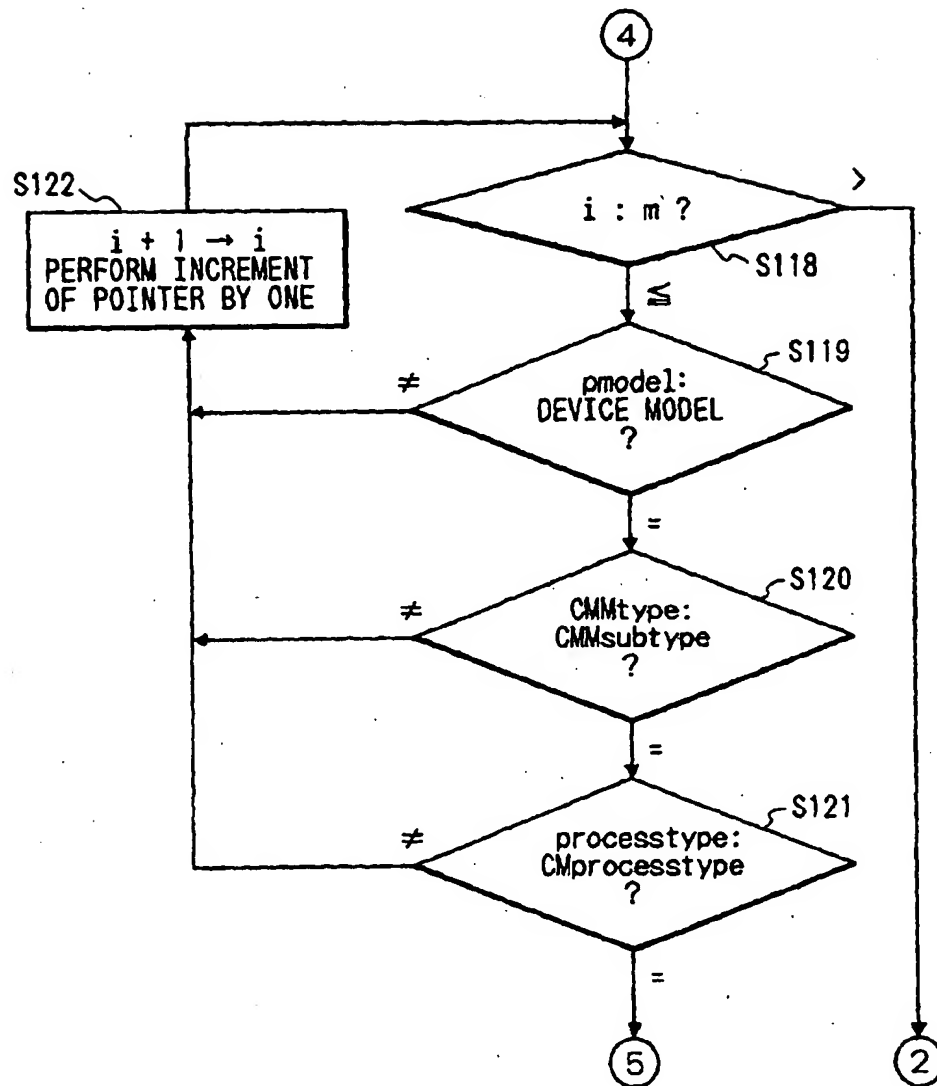 4
S122
i + 1 → i
PERFORM INCREMENT
OF POINTER BY ONE
>
i : m ?
S118
≦
S119
≠
pmodel:
DEVICE MODEL
?
=
S120
≠
CMMtype:
CMMsubtype
?
=
S121
≠
processtype:
CMprocesstype
?
=
5
2